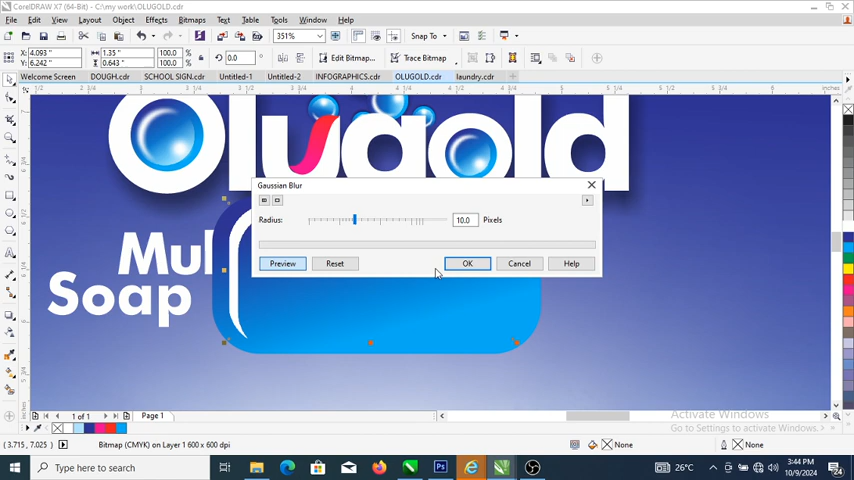 CorelDRAW X7 (64-Bit) - C:\my work\OLUGOLD.cdr
File Edit View Layout Object Effects Bitmaps Text Table Tools Window Help
351% Snap To
X: 4.093 " 1.35 " 100.0 % 0.0 ° Edit Bitmap... Trace Bitmap
Y: 6.242 " 0.643 " 100.0 %
Welcome Screen DOUGH.cdr SCHOOL SIGN.cdr Untitled-1 Untitled-2 INFOGRAPHICS.cdr OLUGOLD.cdr laundry.cdr
inches
Olugold
Gaussian Blur
Radius: 10.0 Pixels
Preview Reset OK Cancel Help
Mul
Soap
1 of 1 Page 1
Activate Windows
Go to Settings to activate Windows.
(3.715, 7.025) Bitmap (CMYK) on Layer 1 600 x 600 dpi None None
Type here to search 26°C 3:44 PM
10/9/2024 24